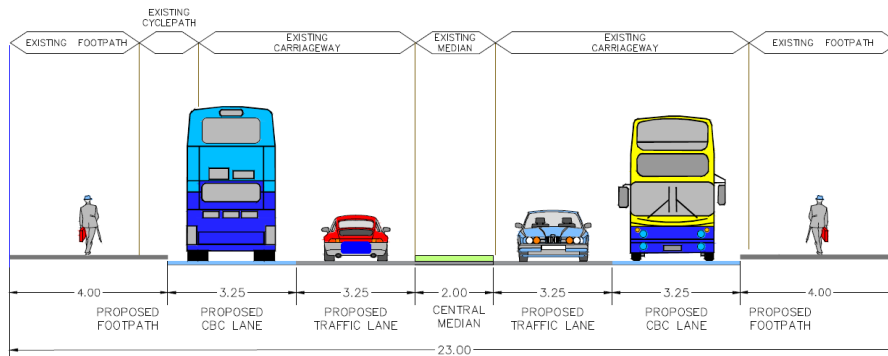 EXISTING
CYCLEPATH
EXISTING FOOTPATH
EXISTING
CARRIAGEWAY
EXISTING
MEDIAN
EXISTING
CARRIAGEWAY
EXISTING FOOTPATH
4.00
3.25
3.25
2.00
3.25
3.25
4.00
PROPOSED
FOOTPATH
PROPOSED
CBC LANE
PROPOSED
TRAFFIC LANE
CENTRAL
MEDIAN
PROPOSED
TRAFFIC LANE
PROPOSED
CBC LANE
PROPOSED
FOOTPATH
23.00